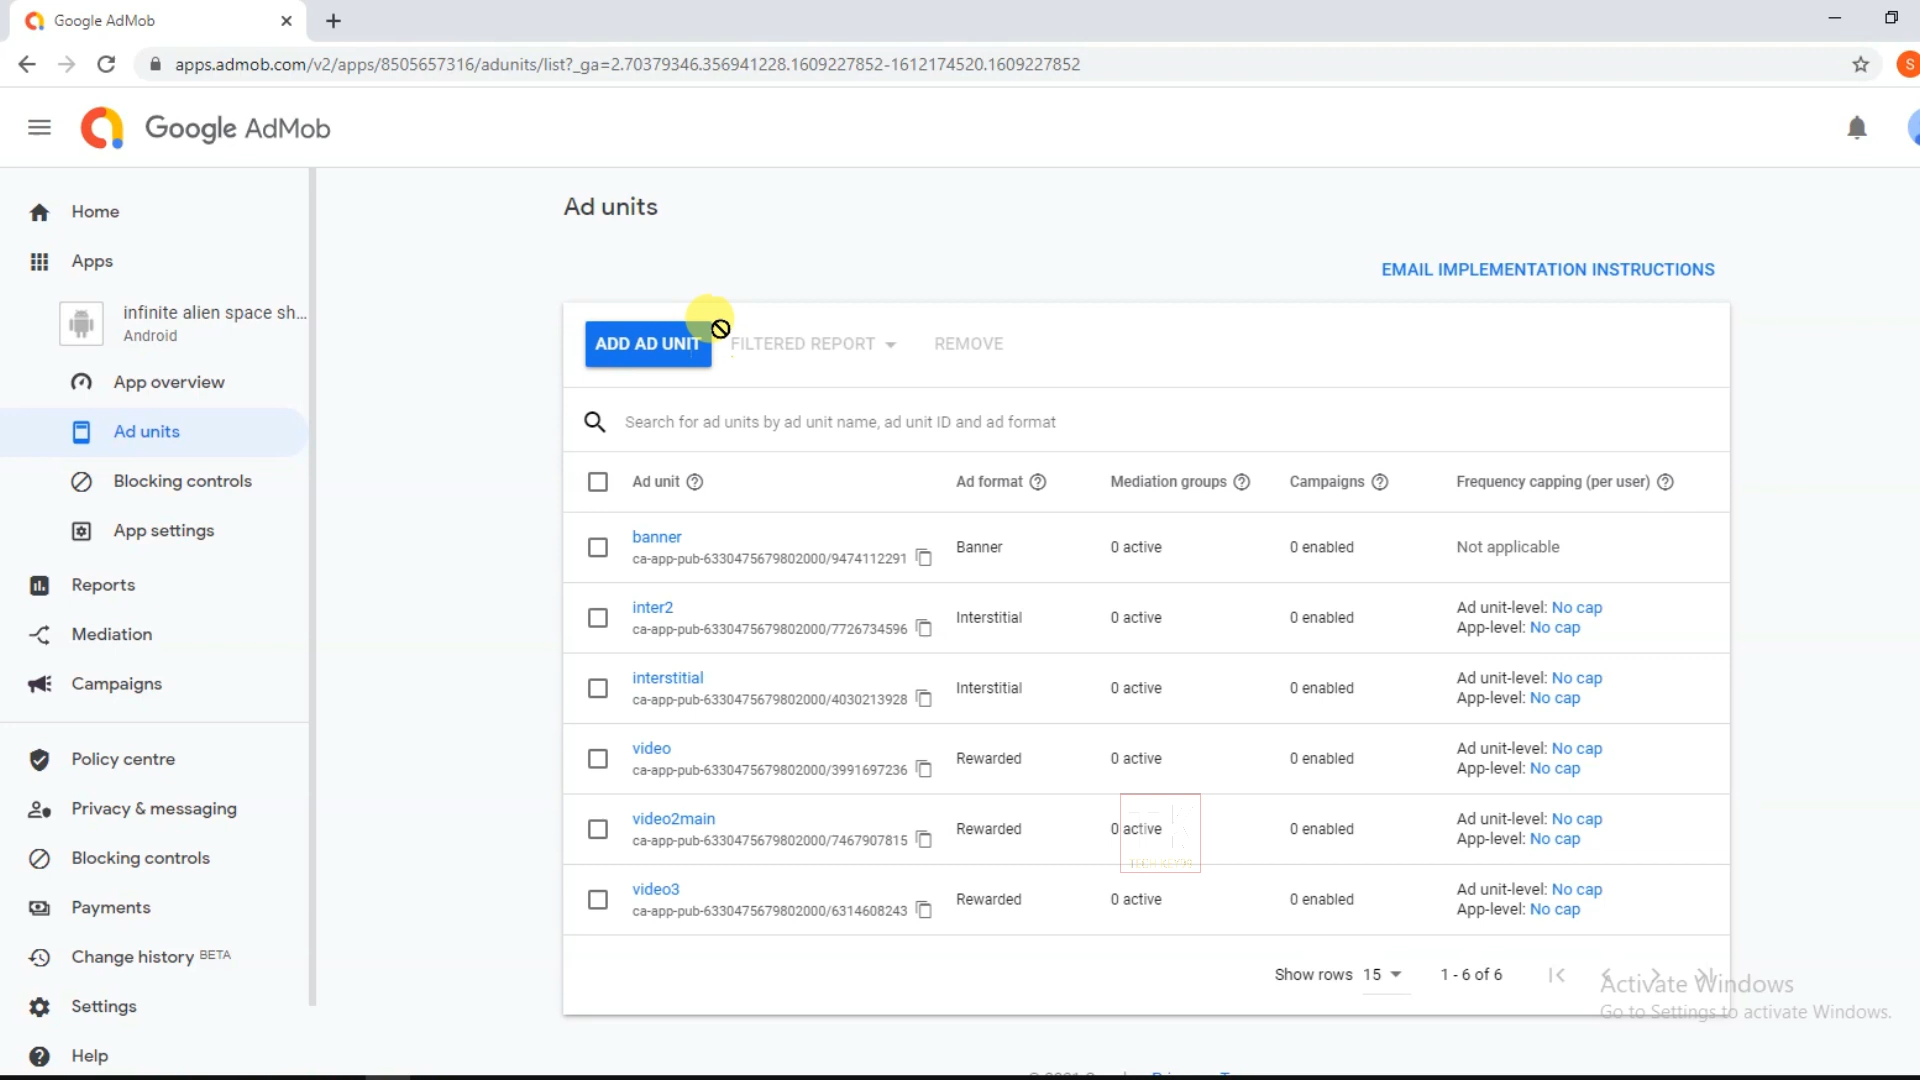 Google AdMob
apps.admob.com/v2/apps/8505657316/adunits/list?_ga=2.70379346.356941228.1609227852-1612174520.1609227852
S
Google AdMob
Home
Apps
infinite alien space sh...
Android
App overview
Ad units
Blocking controls
App settings
Reports
Mediation
Campaigns
Policy centre
Privacy & messaging
Blocking controls
Payments
Change history BETA
Settings
Help
Ad units
EMAIL IMPLEMENTATION INSTRUCTIONS
ADD AD UNIT FILTERED REPORT REMOVE
Search for ad units by ad unit name, ad unit ID and ad format
Ad unit Ad format Mediation groups Campaigns Frequency capping (per user)
banner
ca-app-pub-6330475679802000/9474112291
Banner 0 active 0 enabled Not applicable
inter2
ca-app-pub-6330475679802000/7726734596
Interstitial 0 active 0 enabled
Ad unit-level: No cap
App-level: No cap
interstitial
ca-app-pub-6330475679802000/4030213928
Interstitial 0 active 0 enabled
Ad unit-level: No cap
App-level: No cap
video
ca-app-pub-6330475679802000/3991697236
Rewarded 0 active 0 enabled
Ad unit-level: No cap
App-level: No cap
video2main
ca-app-pub-6330475679802000/7467907815
Rewarded 0 active 0 enabled
Ad unit-level: No cap
App-level: No cap
video3
ca-app-pub-6330475679802000/6314608243
Rewarded 0 active 0 enabled
Ad unit-level: No cap
App-level: No cap
Show rows 15 1 - 6 of 6
Activate Windows
Go to Settings to activate Windows.